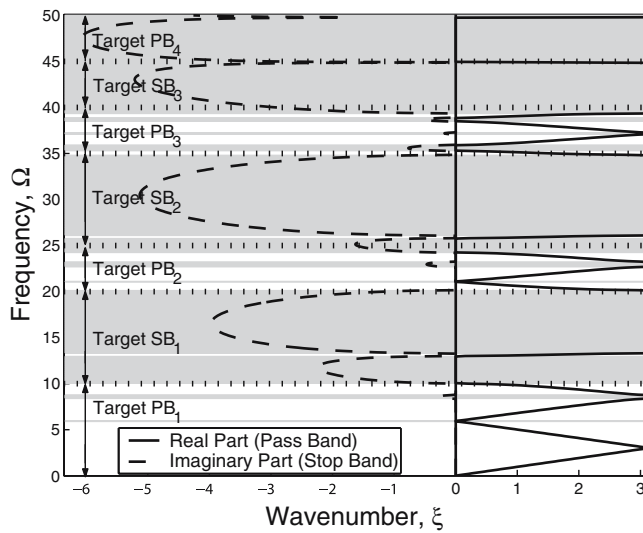 50
45
40
35
30
25
20
15
10
5
0
Frequency, Ω
Target PB4
Target SB3
Target PB3
Target SB2
Target PB2
Target SB1
Target PB1
Real Part (Pass Band)
Imaginary Part (Stop Band)
−6 −5 −4 −3 −2 −1 0 1 2 3
Wavenumber, ξ